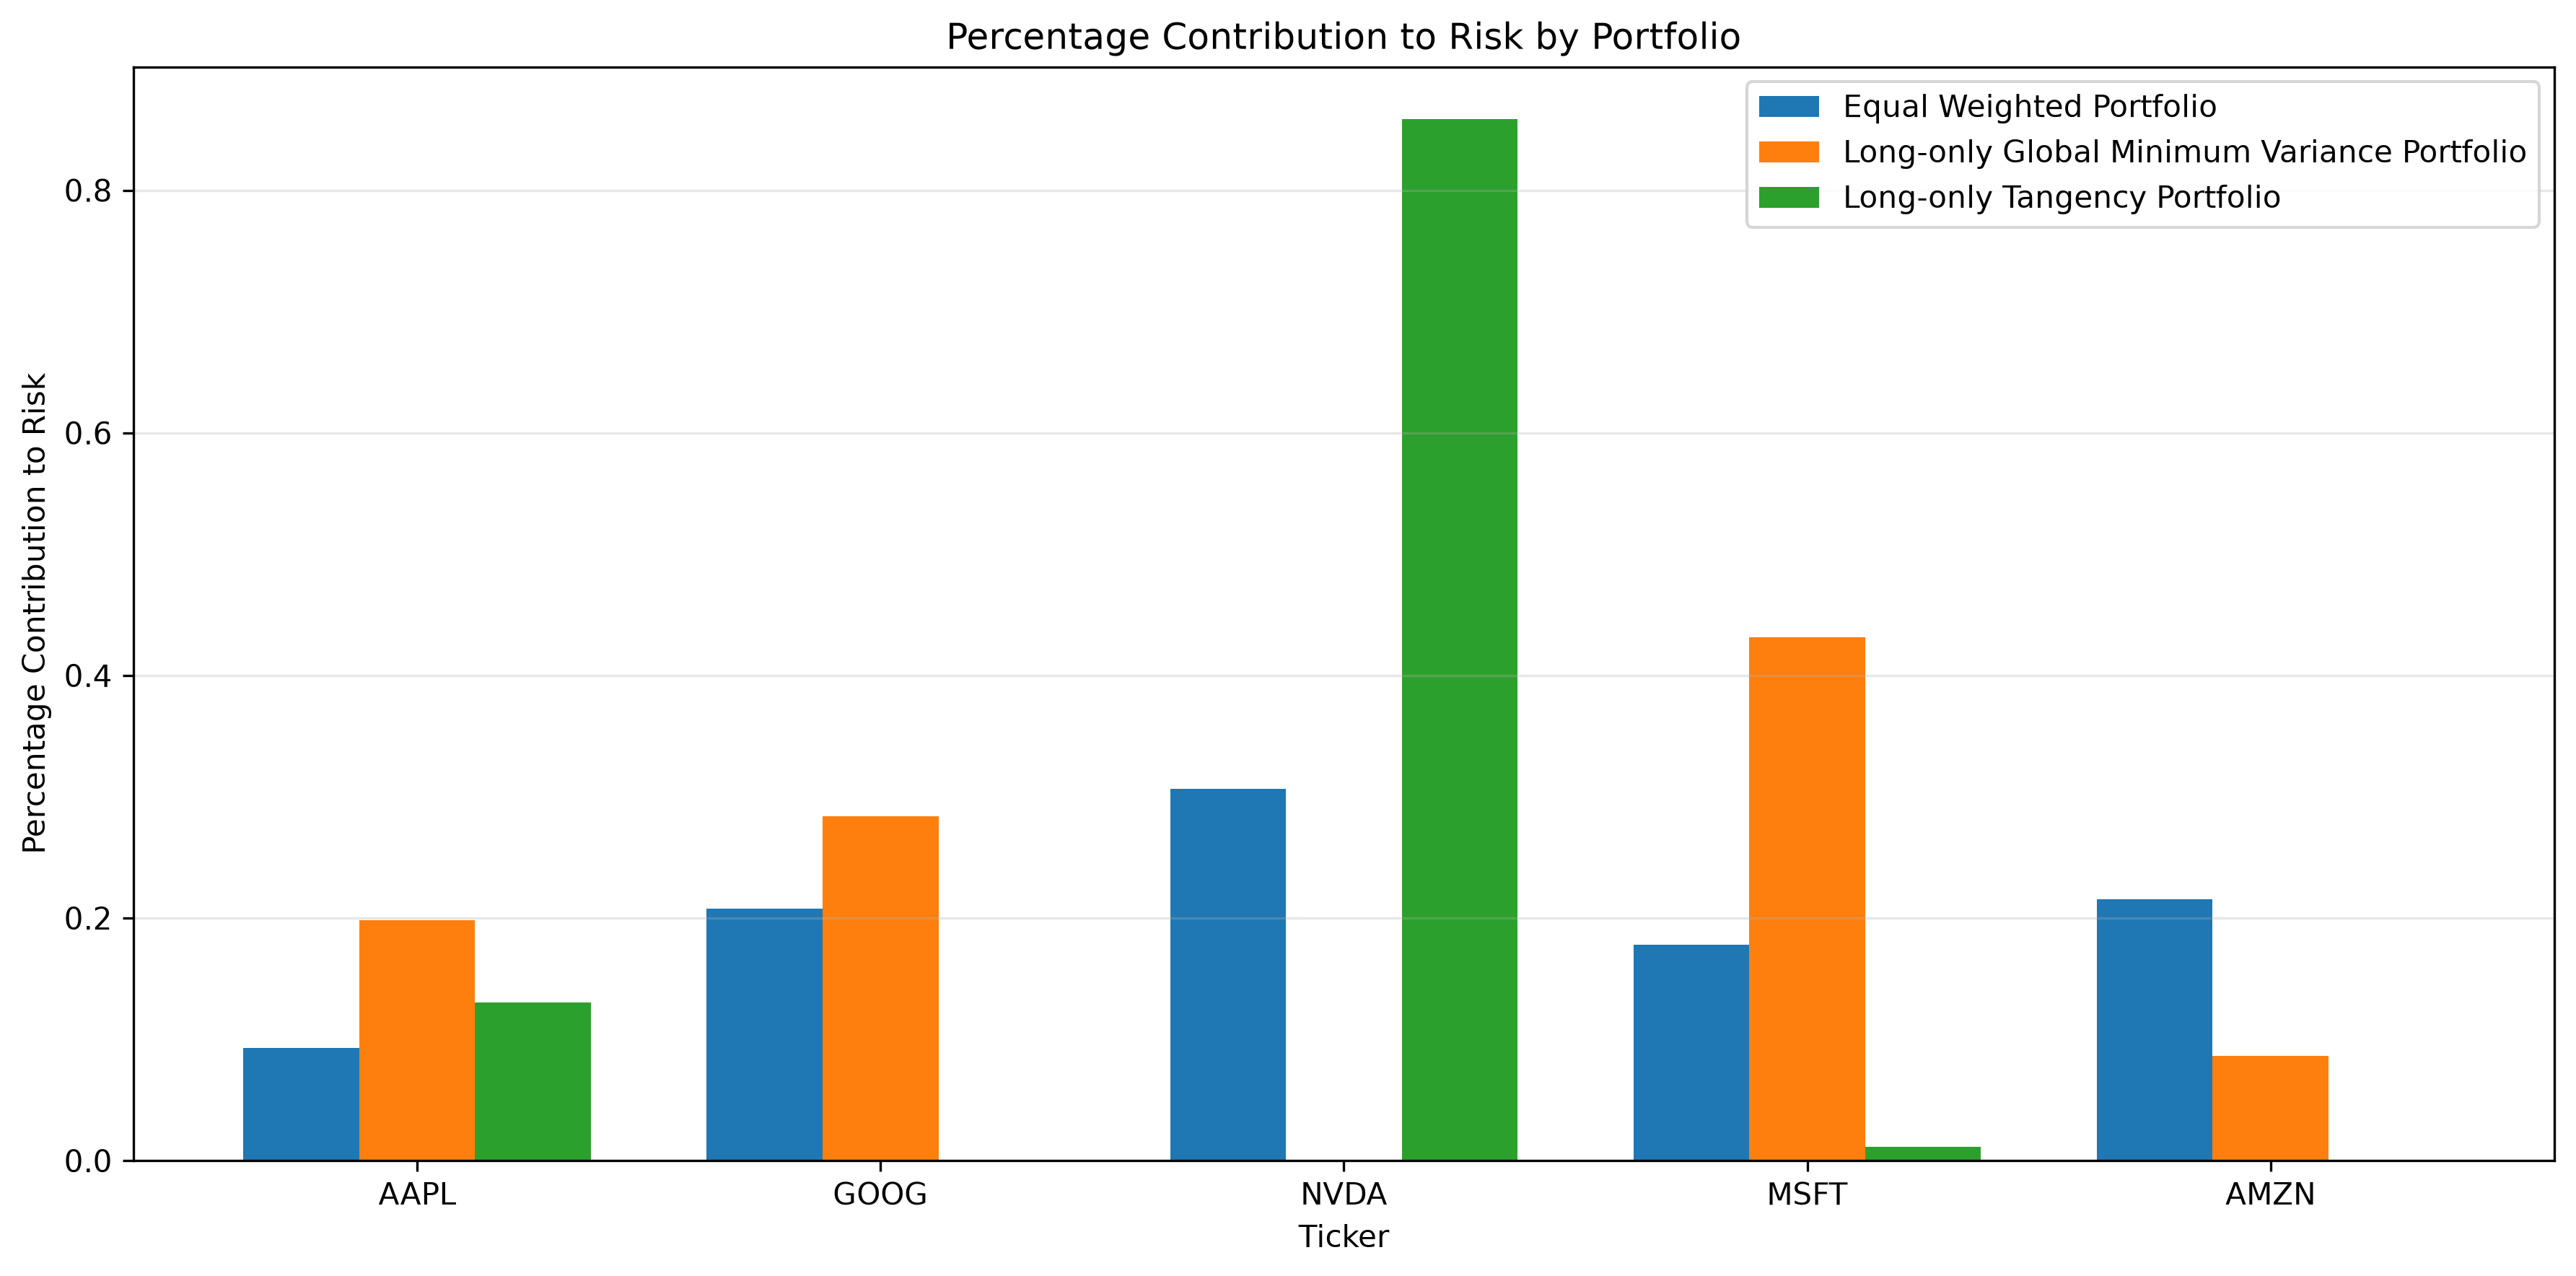 Percentage Contribution to Risk by Portfolio
Equal Weighted Portfolio
Long-only Global Minimum Variance Portfolio
Long-only Tangency Portfolio
Percentage Contribution to Risk
0.8
0.6
0.4
0.2
0.0
AAPL GOOG NVDA MSFT AMZN
Ticker